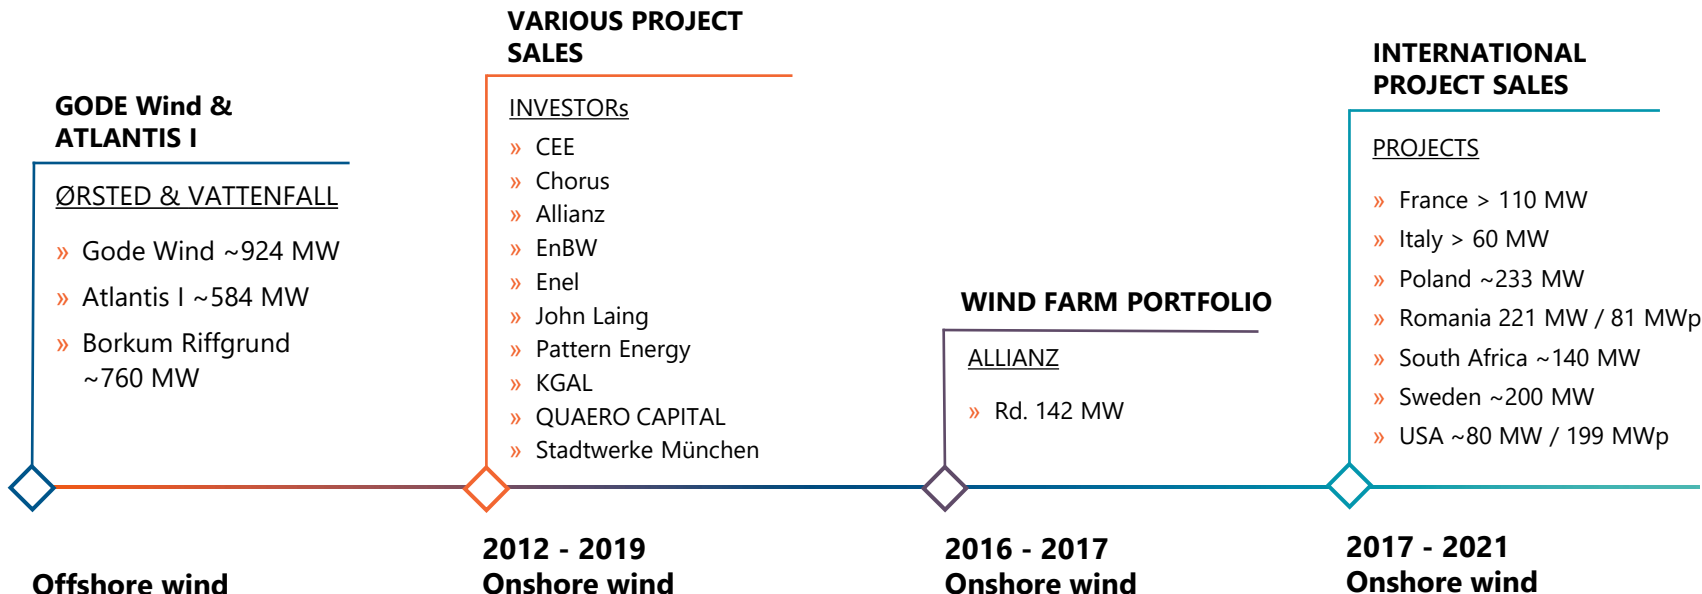 GODE Wind &
ATLANTIS I
ØRSTED & VATTENFALL
» Gode Wind ~924 MW
» Atlantis I ~584 MW
» Borkum Riffgrund
~760 MW
Offshore wind
VARIOUS PROJECT
SALES
INVESTORs
» CEE
» Chorus
» Allianz
» EnBW
» Enel
» John Laing
» Pattern Energy
» KGAL
» QUAERO CAPITAL
» Stadtwerke München
2012 - 2019
Onshore wind
WIND FARM PORTFOLIO
ALLIANZ
» Rd. 142 MW
2016 - 2017
Onshore wind
INTERNATIONAL
PROJECT SALES
PROJECTS
» France > 110 MW
» Italy > 60 MW
» Poland ~233 MW
» Romania 221 MW / 81 MWp
» South Africa ~140 MW
» Sweden ~200 MW
» USA ~80 MW / 199 MWp
2017 - 2021
Onshore wind